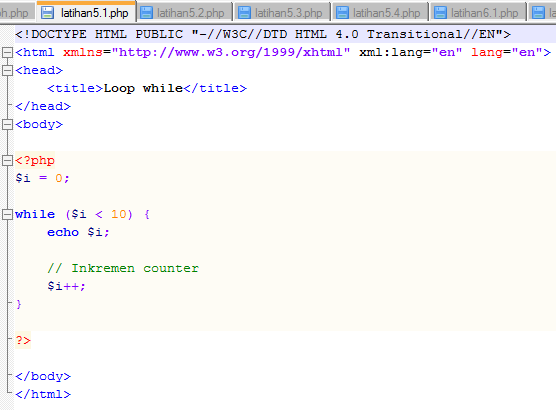 sh.php latihan5.1.php latihan5.2.php latihan5.3.php latihan5.4.php latihan6.1.php la
<!DOCTYPE HTML PUBLIC "-//W3C//DTD HTML 4.0 Transitional//EN">
<html xmlns="http://www.w3.org/1999/xhtml" xml:lang="en" lang="en">
<head>
    <title>Loop while</title>
</head>
<body>
<?php
$i = 0;
while ($i < 10) {
    echo $i;
    // Inkremen counter
    $i++;
}
?>
</body>
</html>